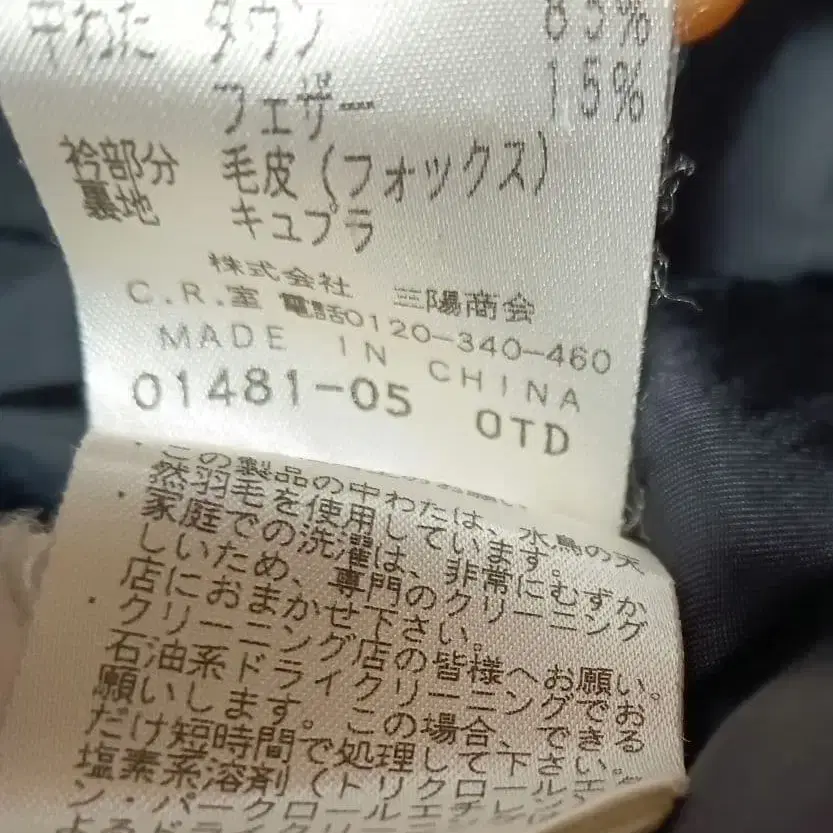 中わた ダウン 85%
フェザー 15%
衿部分 毛皮(フォックス)
裏地 キュプラ
株式会社 三陽商会
C.R.室 電話0120-340-460
MADE IN CHINA
01481-05 OTD
・この製品の中わたは、水鳥の天
然羽毛を使用しています。
家庭での洗濯は、非常にむずか
しいため、専門のクリーニング
店におまかせ下さい。
・クリーニング店の皆様へお願い。
石油系ドライクリーニングでお
願いします。この場合、できる
だけ短時間で処理して下さい。
塩素系溶剤(トリクロールエチレ
ン・パークロールエチレン
よるドライクリー